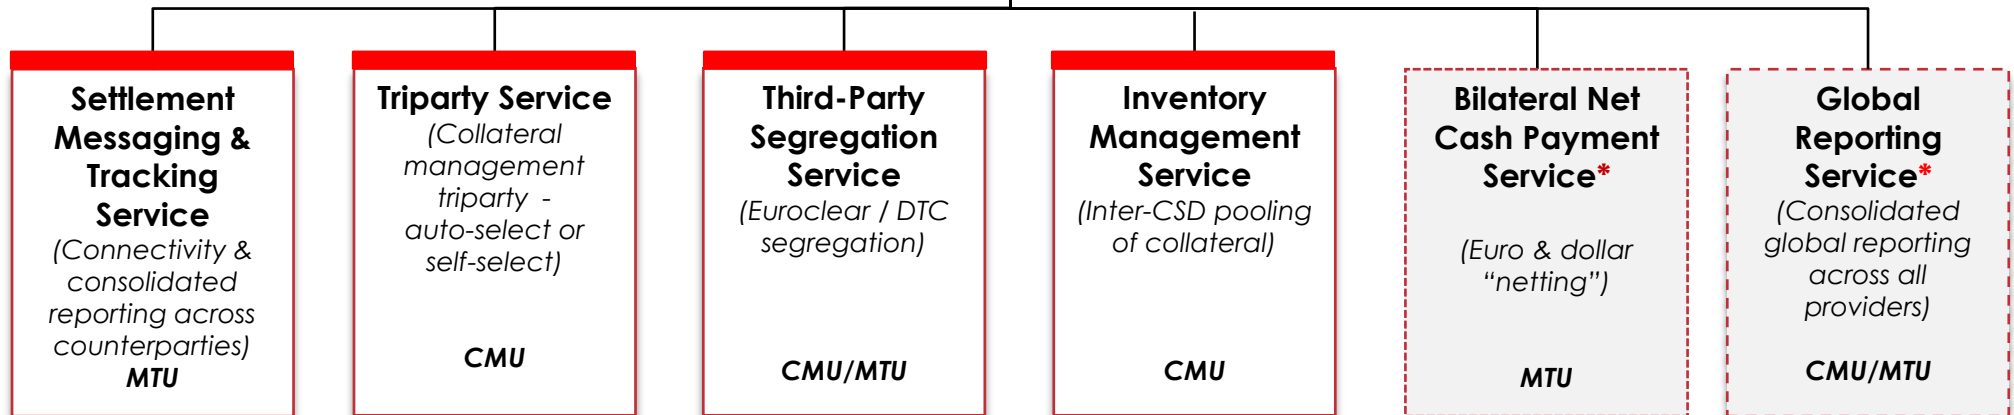 Settlement
Messaging &
Tracking
Service
(Connectivity &
consolidated
reporting across
counterparties)
MTU
Triparty Service
(Collateral
management
triparty -
auto-select or
self-select)
CMU
Third-Party
Segregation
Service
(Euroclear / DTC
segregation)
CMU/MTU
Inventory
Management
Service
(Inter-CSD pooling
of collateral)
CMU
Bilateral Net
Cash Payment
Service*
(Euro & dollar
“netting”)
MTU
Global
Reporting
Service*
(Consolidated
global reporting
across all
providers)
CMU/MTU